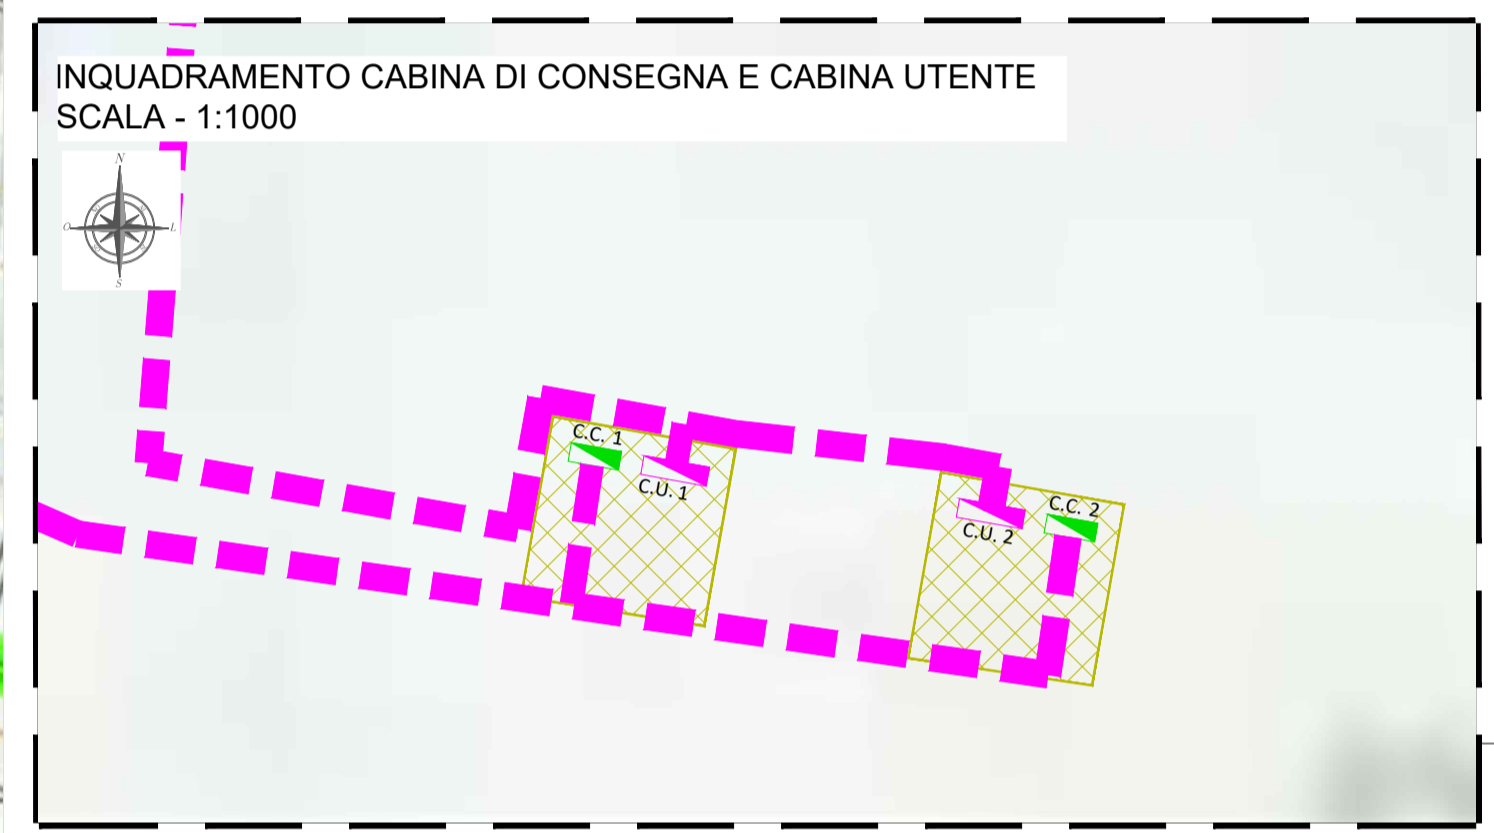 INQUADRAMENTO CABINA DI CONSEGNA E CABINA UTENTE
SCALA - 1:1000
N
O
L
S
C.C. 1
C.U. 1
C.C. 2
C.U. 2